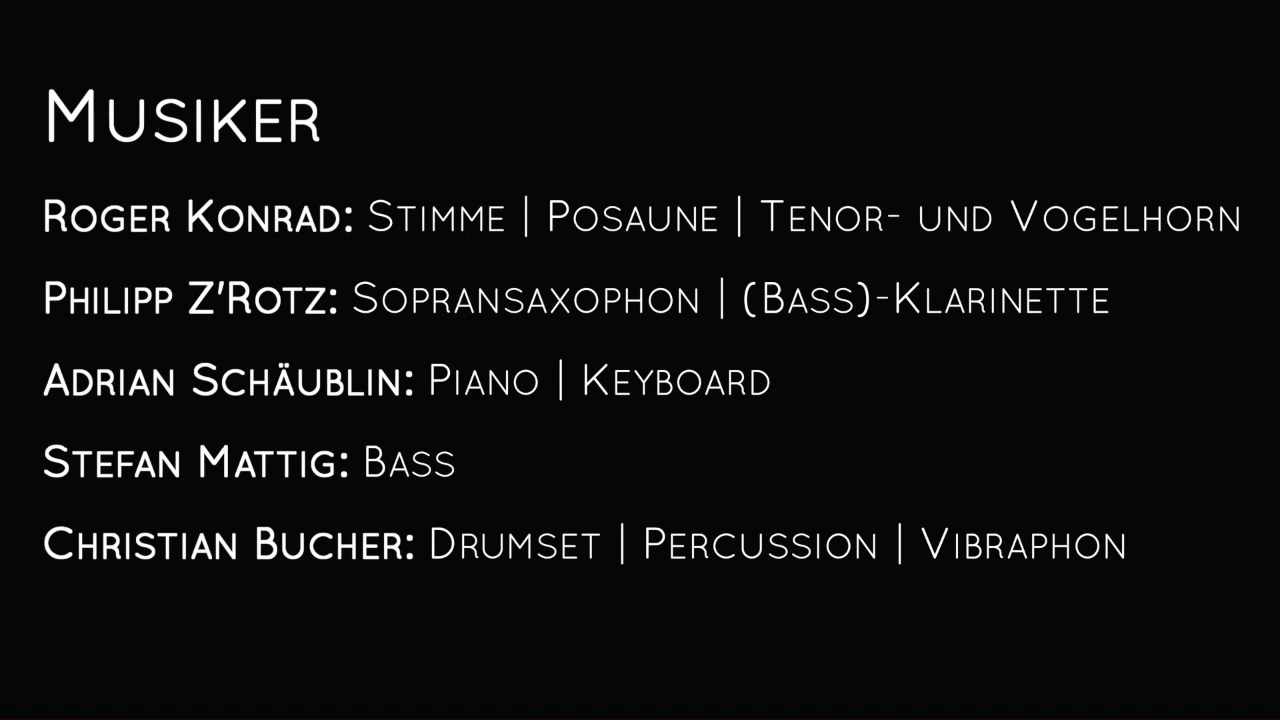 Musiker
Roger Konrad: Stimme | Posaune | Tenor- und Vogelhorn
Philipp Z'Rotz: Sopransaxophon | (Bass)-Klarinette
Adrian Schäublin: Piano | Keyboard
Stefan Mattig: Bass
Christian Bucher: Drumset | Percussion | Vibraphon